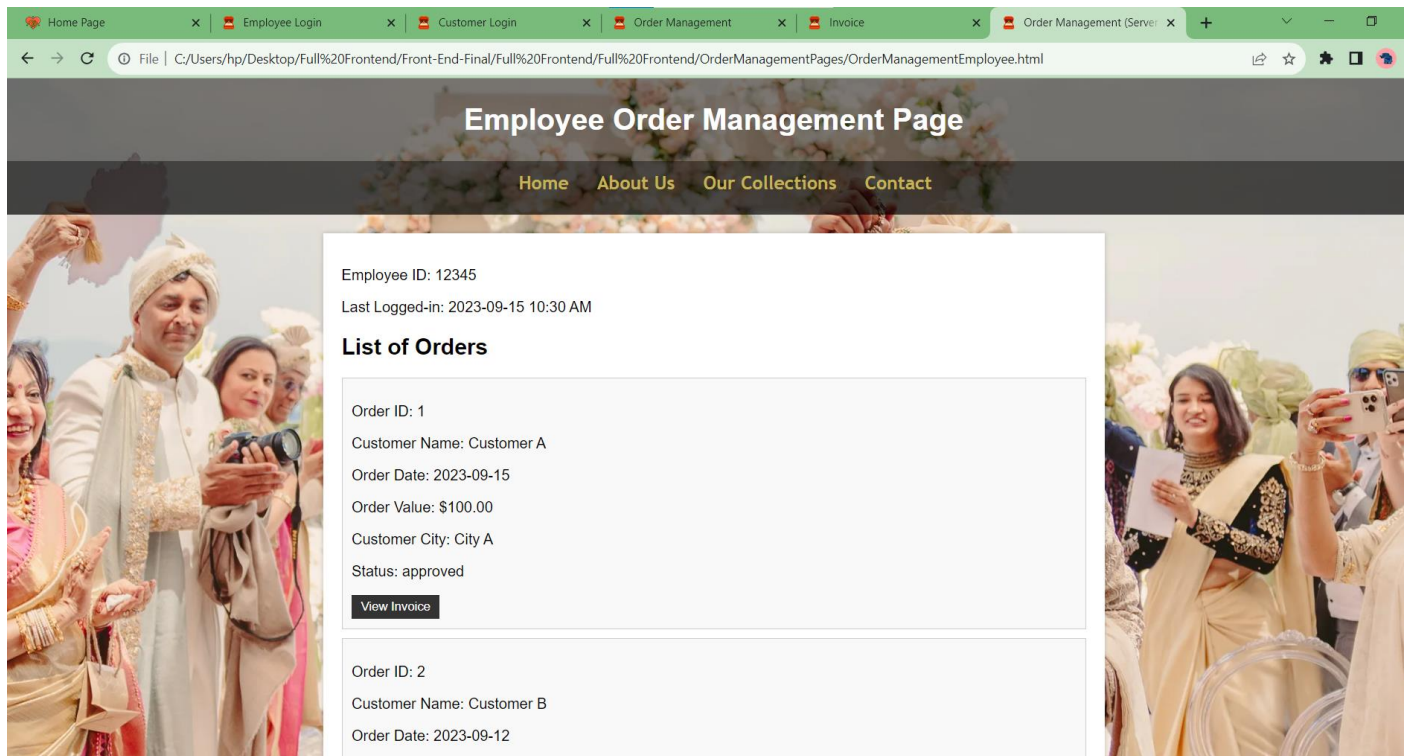 Home Page
Employee Login
Customer Login
Order Management
Invoice
Order Management (Server
File
C:/Users/hp/Desktop/Full%20Frontend/Front-End-Final/Full%20Frontend/Full%20Frontend/OrderManagementPages/OrderManagementEmployee.html
Employee Order Management Page
Home About Us Our Collections Contact
Employee ID: 12345
Last Logged-in: 2023-09-15 10:30 AM
List of Orders
Order ID: 1
Customer Name: Customer A
Order Date: 2023-09-15
Order Value: $100.00
Customer City: City A
Status: approved
View Invoice
Order ID: 2
Customer Name: Customer B
Order Date: 2023-09-12